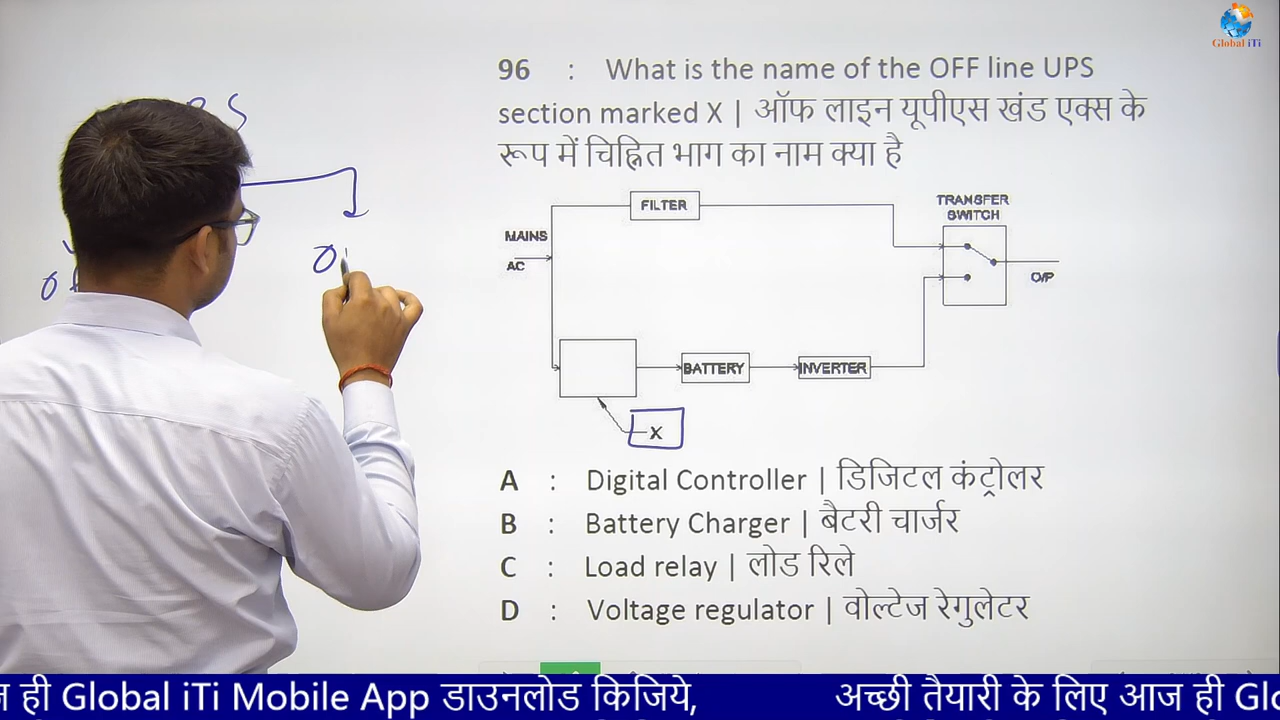 Global iTi
96 : What is the name of the OFF line UPS
section marked X | ऑफ लाइन यूपीएस खंड एक्स के
रूप में चिह्नित भाग का नाम क्या है
FILTER
TRANSFER
SWITCH
MAINS
AC
O/P
BATTERY
INVERTER
X
A : Digital Controller | डिजिटल कंट्रोलर
B : Battery Charger | बैटरी चार्जर
C : Load relay | लोड रिले
D : Voltage regulator | वोल्टेज रेगुलेटर
ही Global iTi Mobile App डाउनलोड किजिये, अच्छी तैयारी के लिए आज ही